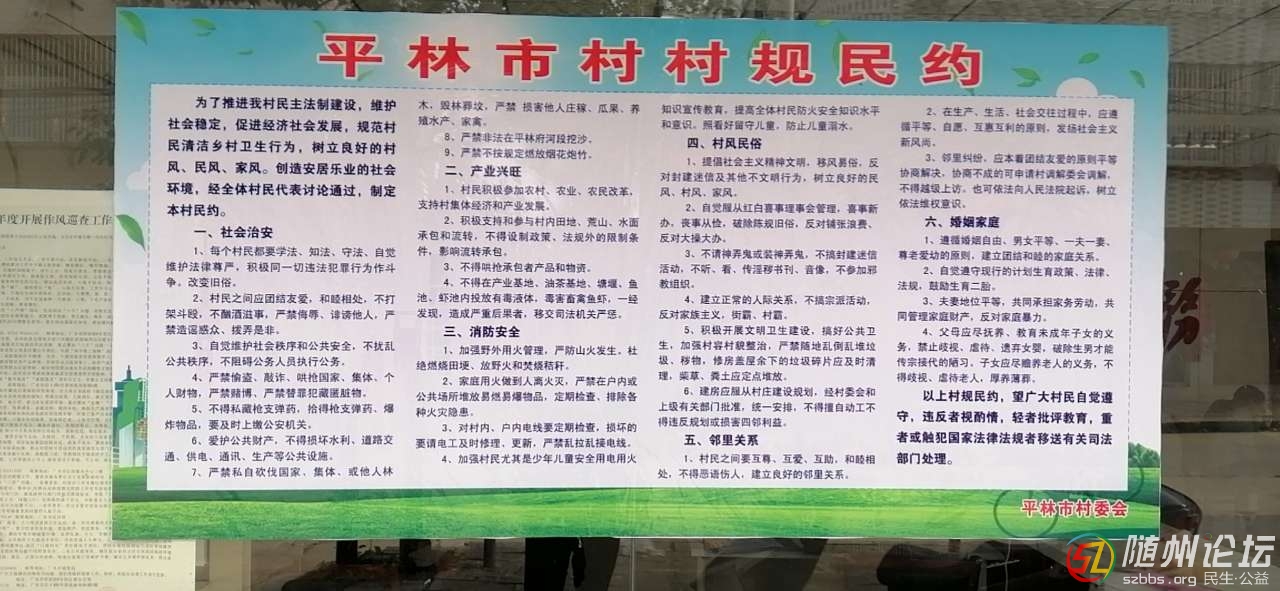 平林市村村规民约
为了推进我村民主法制建设，维护
社会稳定，促进经济社会发展，规范村
民清洁乡村卫生行为，树立良好的村
风、民风、家风。创造安居乐业的社会
环境，经全体村民代表讨论通过，制定
本村民约。
一、社会治安
1、每个村民都要学法、知法、守法、自觉
维护法律尊严，积极同一切违法犯罪行为作斗
争。改变旧俗。
2、村民之间应团结友爱，和睦相处，不打
架斗殴，不酗酒滋事，严禁侮辱、诽谤他人，严
禁造谣惑众、拨弄是非。
3、自觉维护社会秩序和公共安全，不扰乱
公共秩序，不阻碍公务人员执行公务。
4、严禁偷盗、敲诈、哄抢国家、集体、个
人财物，严禁赌博、严禁替罪犯藏匿脏物。
5、不得私藏枪支弹药，拾得枪支弹药、爆
炸物品，要及时上缴公安机关。
6、爱护公共财产，不得损坏水利、道路交
通、供电、通讯、生产等公共设施。
7、严禁私自砍伐国家、集体、或他人林
木、毁林葬坟，严禁 损害他人庄稼、瓜果、养
殖水产、家禽。
8、严禁非法在平林府河段挖沙。
9、严禁不按规定燃放烟花炮竹。
二、产业兴旺
1、村民积极参加农村、农业、农民改革，
支持村集体经济和产业发展。
2、积极支持和参与村内田地、荒山、水面
承包和流转，不得设制政策、法规外的限制条
件，影响流转承包。
3、不得哄抢承包者产品和物资。
4、不得在产业基地、油茶基地、塘堰、鱼
池、虾池内投放有毒液体，毒害畜禽鱼虾，一经
发现，造成严重后果者，移交司法机关严惩。
三、消防安全
1、加强野外用火管理，严防山火发生。杜
绝燃烧田埂、放野火和焚烧秸秆。
2、家庭用火做到人离火灭，严禁在户内或
公共场所堆放易燃易爆物品，定期检查、排除各
种火灾隐患。
3、对村内、户内电线要定期检查，损坏的
要请电工及时修理、更新，严禁乱拉乱接电线。
4、加强村民尤其是少年儿童安全用电用火
知识宣传教育，提高全体村民防火安全知识水平
和意识。照看好留守儿童，防止儿童溺水。
四、村风民俗
1、提倡社会主义精神文明，移风易俗，反
对封建迷信及其他不文明行为，树立良好的民
风、村风、家风。
2、自觉服从红白喜事理事会管理，喜事新
办，丧事从俭，破除陈规旧俗，反对铺张浪费、
反对大操大办。
3、不请神弄鬼或装神弄鬼，不搞封建迷信
活动，不听、看、传淫秽书刊、音像，不参加邪
教组织。
4、建立正常的人际关系，不搞宗派活动，
反对家族主义，街霸、村霸。
5、积极开展文明卫生建设，搞好公共卫
生，加强村容村貌整治，严禁随地乱倒乱堆垃
圾、秽物，修房盖屋余下的垃圾碎片应及时清
理，柴草、粪土应定点堆放。
6、建房应服从村庄建设规划，经村委会和
上级有关部门批准，统一安排，不得擅自动工不
得违反规划或损害四邻利益。
五、邻里关系
1、村民之间要互尊、互爱、互助，和睦相
处，不得恶语伤人，建立良好的邻里关系。
2、在生产、生活、社会交往过程中，应遵
循平等、自愿、互惠互利的原则，发扬社会主义
新风尚。
3、邻里纠纷，应本着团结友爱的原则平等
协商解决，协商不成的可申请村调解委会调解，
不得越级上访。也可依法向人民法院起诉，树立
依法维权意识。
六、婚姻家庭
1、遵循婚姻自由、男女平等、一夫一妻、
尊老爱幼的原则，建立团结和睦的家庭关系。
2、自觉遵守现行的计划生育政策、法律、
法规，鼓励生育二胎。
3、夫妻地位平等，共同承担家务劳动，共
同管理家庭财产，反对家庭暴力。
4、父母应尽抚养、教育未成年子女的义
务，禁止歧视、虐待、遗弃女婴，破除生男才能
传宗接代的陋习。子女应尽赡养老人的义务，不
得歧视、虐待老人，厚养薄葬。
以上村规民约，望广大村民自觉遵
守，违反者视酌情，轻者批评教育，重
者或触犯国家法律法规者移送有关司法
部门处理。
平林市村委会
年度开展作风巡查工作
随州论坛
szbbs.org 民生·公益